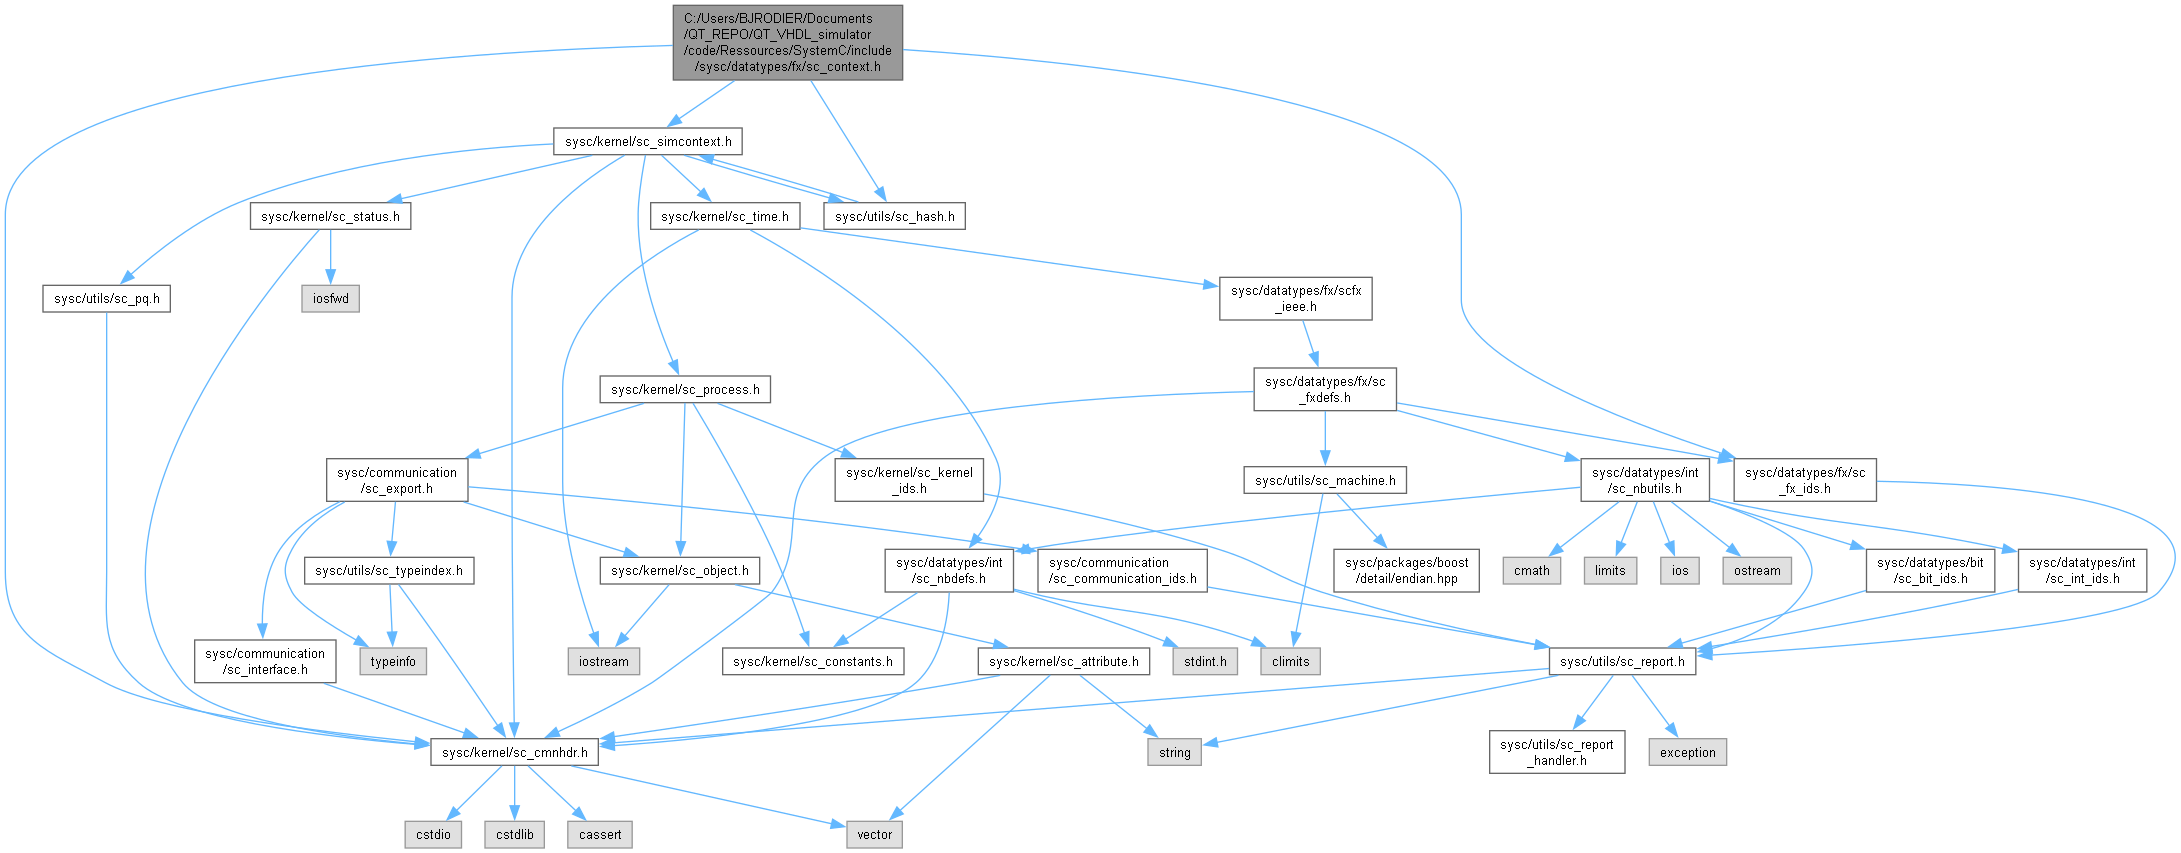 C:/Users/BJRODIER/Documents
/QT_REPO/QT_VHDL_simulator
/code/Ressources/SystemC/include
/sysc/datatypes/fx/sc_context.h
sysc/kernel/sc_simcontext.h
sysc/kernel/sc_status.h
sysc/kernel/sc_time.h
sysc/utils/sc_hash.h
sysc/utils/sc_pq.h
iosfwd
sysc/datatypes/fx/scfx
_ieee.h
sysc/kernel/sc_process.h
sysc/datatypes/fx/sc
_fxdefs.h
sysc/communication
/sc_export.h
sysc/kernel/sc_kernel
_ids.h
sysc/utils/sc_machine.h
sysc/datatypes/int
/sc_nbutils.h
sysc/datatypes/fx/sc
_fx_ids.h
sysc/utils/sc_typeindex.h
sysc/kernel/sc_object.h
sysc/datatypes/int
/sc_nbdefs.h
sysc/communication
/sc_communication_ids.h
sysc/packages/boost
/detail/endian.hpp
cmath
limits
ios
ostream
sysc/datatypes/bit
/sc_bit_ids.h
sysc/datatypes/int
/sc_int_ids.h
sysc/communication
/sc_interface.h
typeinfo
iostream
sysc/kernel/sc_constants.h
sysc/kernel/sc_attribute.h
stdint.h
climits
sysc/utils/sc_report.h
sysc/kernel/sc_cmnhdr.h
string
sysc/utils/sc_report
_handler.h
exception
cstdio
cstdlib
cassert
vector